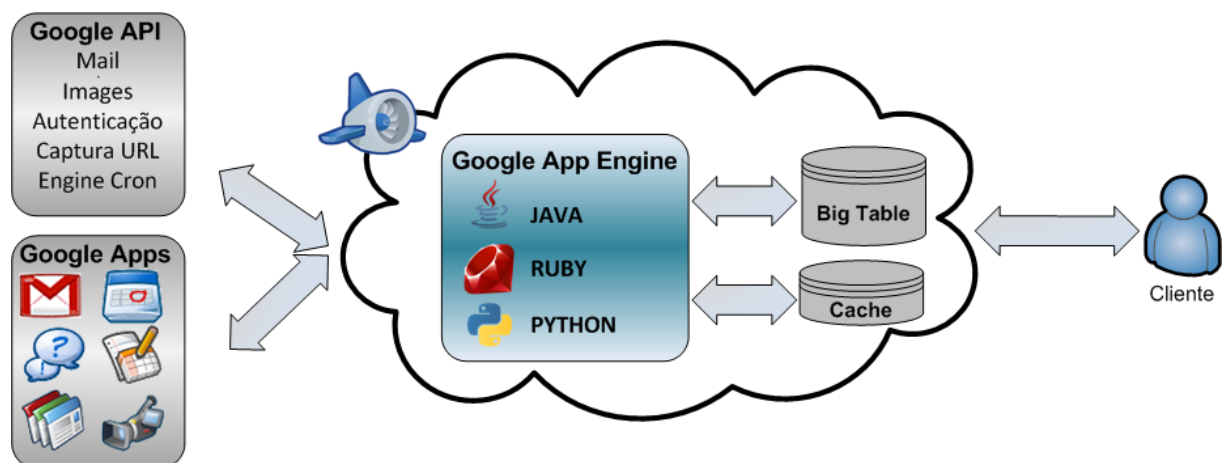 Google API
Mail
Images
Autenticação
Captura URL
Engine Cron
Google Apps
Google App Engine
JAVA
RUBY
PYTHON
Big Table
Cache
Cliente